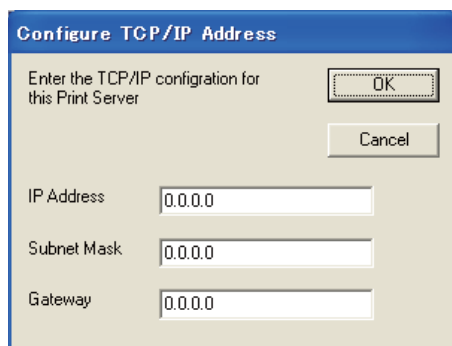 Configure TCP/IP Address
Enter the TCP/IP configration for
this Print Server
OK
Cancel
IP Address 0.0.0.0
Subnet Mask 0.0.0.0
Gateway 0.0.0.0